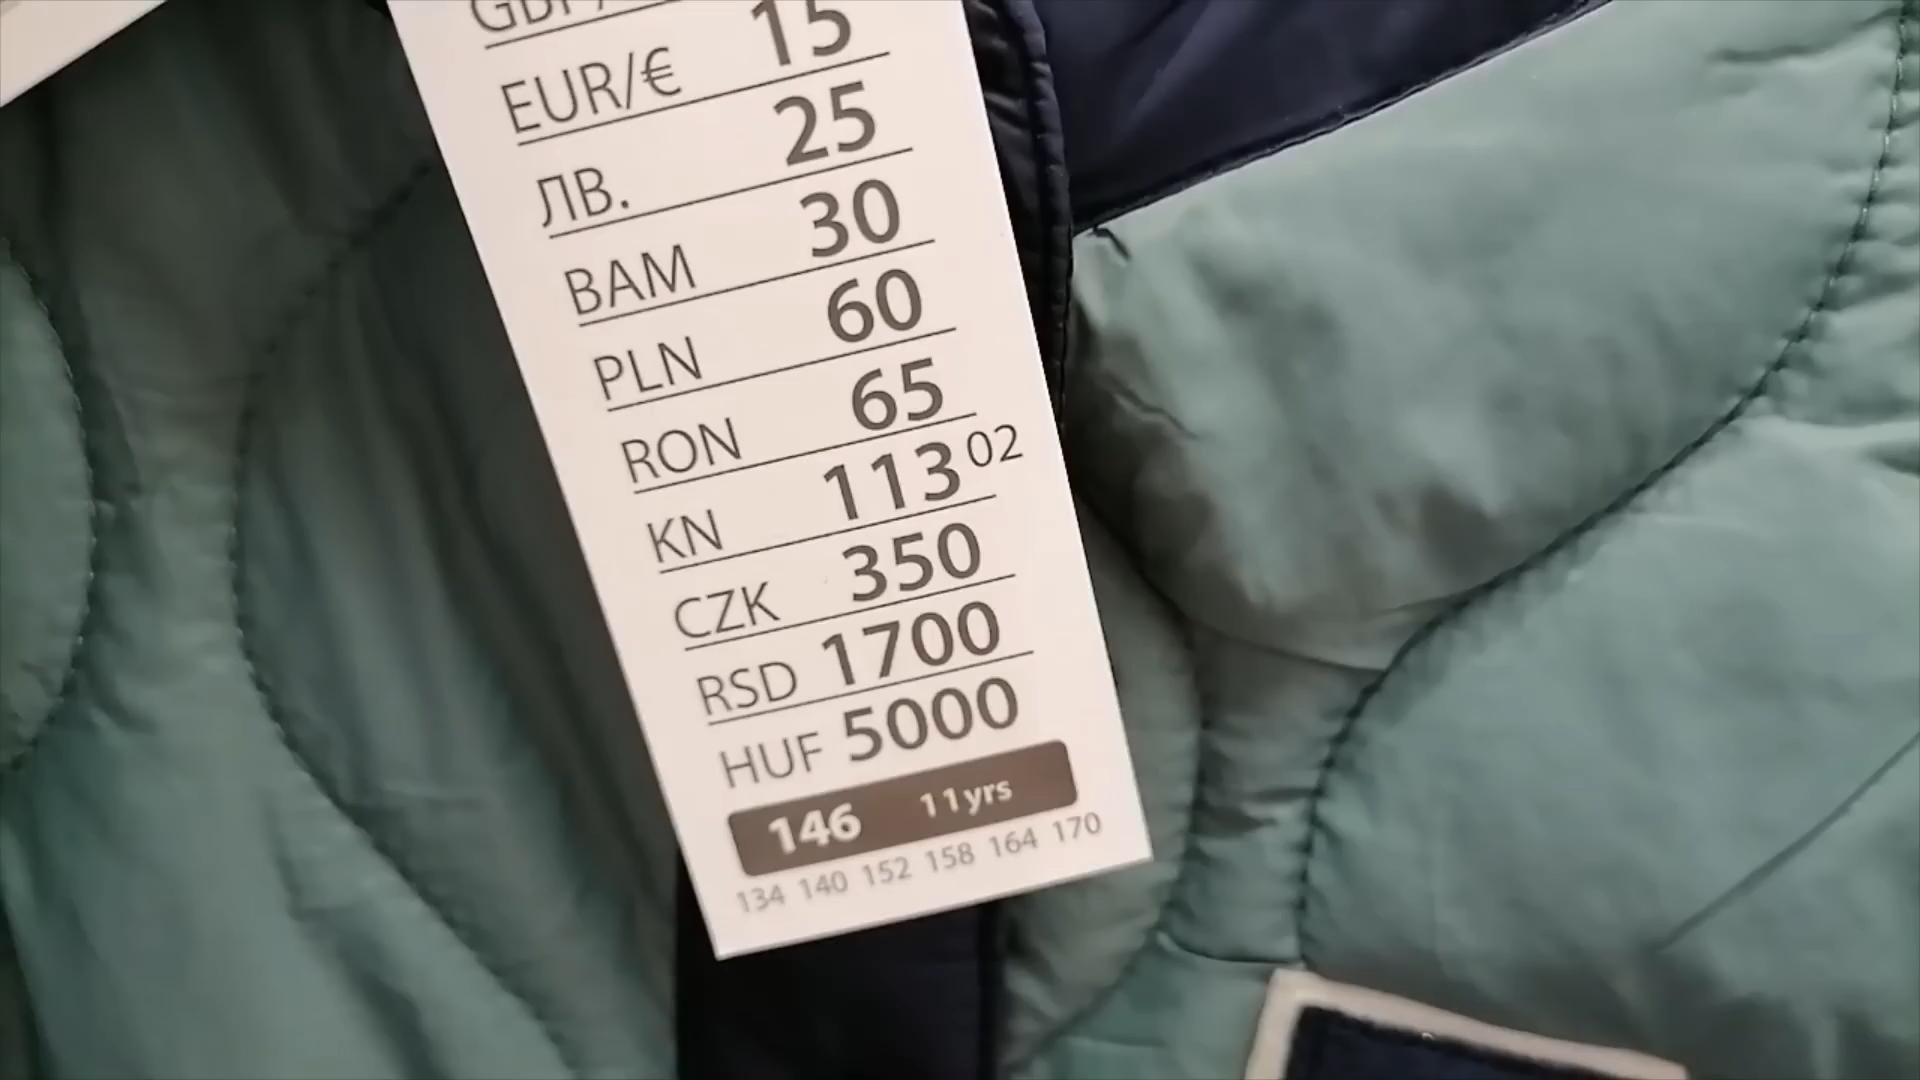 GBP/
EUR/€ 15
ЛВ. 25
BAM 30
PLN 60
RON 65
KN 113 02
CZK 350
RSD 1700
HUF 5000
146 11yrs
134 140 152 158 164 170